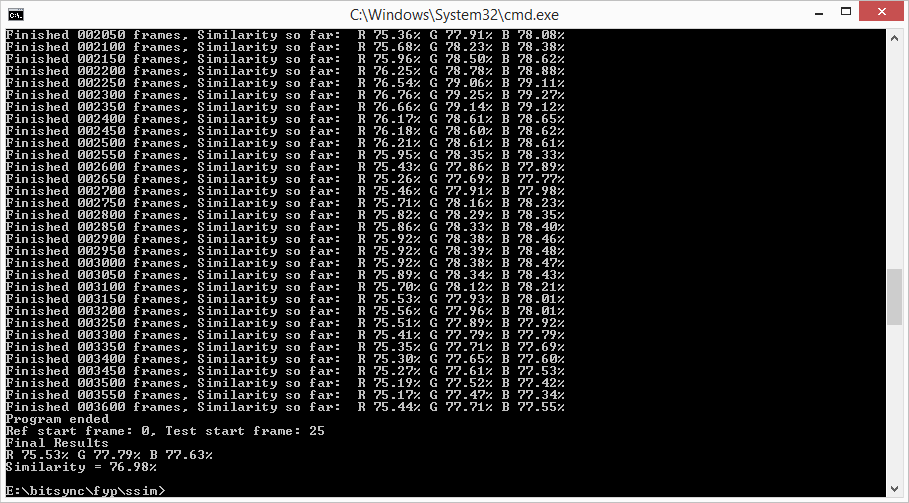 C:\Windows\System32\cmd.exe
Finished 002050 frames, Similarity so far: R 75.36% G 77.91% B 78.08%
Finished 002100 frames, Similarity so far: R 75.68% G 78.23% B 78.38%
Finished 002150 frames, Similarity so far: R 75.96% G 78.50% B 78.62%
Finished 002200 frames, Similarity so far: R 76.25% G 78.78% B 78.88%
Finished 002250 frames, Similarity so far: R 76.54% G 79.06% B 79.11%
Finished 002300 frames, Similarity so far: R 76.76% G 79.25% B 79.27%
Finished 002350 frames, Similarity so far: R 76.66% G 79.14% B 79.12%
Finished 002400 frames, Similarity so far: R 76.17% G 78.61% B 78.65%
Finished 002450 frames, Similarity so far: R 76.18% G 78.60% B 78.62%
Finished 002500 frames, Similarity so far: R 76.21% G 78.61% B 78.61%
Finished 002550 frames, Similarity so far: R 75.95% G 78.35% B 78.33%
Finished 002600 frames, Similarity so far: R 75.43% G 77.86% B 77.89%
Finished 002650 frames, Similarity so far: R 75.26% G 77.69% B 77.77%
Finished 002700 frames, Similarity so far: R 75.46% G 77.91% B 77.98%
Finished 002750 frames, Similarity so far: R 75.71% G 78.16% B 78.23%
Finished 002800 frames, Similarity so far: R 75.82% G 78.29% B 78.35%
Finished 002850 frames, Similarity so far: R 75.86% G 78.33% B 78.40%
Finished 002900 frames, Similarity so far: R 75.92% G 78.38% B 78.46%
Finished 002950 frames, Similarity so far: R 75.92% G 78.39% B 78.48%
Finished 003000 frames, Similarity so far: R 75.92% G 78.38% B 78.47%
Finished 003050 frames, Similarity so far: R 75.89% G 78.34% B 78.43%
Finished 003100 frames, Similarity so far: R 75.70% G 78.12% B 78.21%
Finished 003150 frames, Similarity so far: R 75.53% G 77.93% B 78.01%
Finished 003200 frames, Similarity so far: R 75.56% G 77.96% B 78.01%
Finished 003250 frames, Similarity so far: R 75.51% G 77.89% B 77.92%
Finished 003300 frames, Similarity so far: R 75.41% G 77.79% B 77.79%
Finished 003350 frames, Similarity so far: R 75.35% G 77.71% B 77.69%
Finished 003400 frames, Similarity so far: R 75.30% G 77.65% B 77.60%
Finished 003450 frames, Similarity so far: R 75.27% G 77.61% B 77.53%
Finished 003500 frames, Similarity so far: R 75.19% G 77.52% B 77.42%
Finished 003550 frames, Similarity so far: R 75.17% G 77.47% B 77.34%
Finished 003600 frames, Similarity so far: R 75.44% G 77.71% B 77.55%
Program ended
Ref start frame: 0, Test start frame: 25
Final Results
R 75.53% G 77.79% B 77.63%
Similarity = 76.98%
E:\bitsync\fyp\ssim>